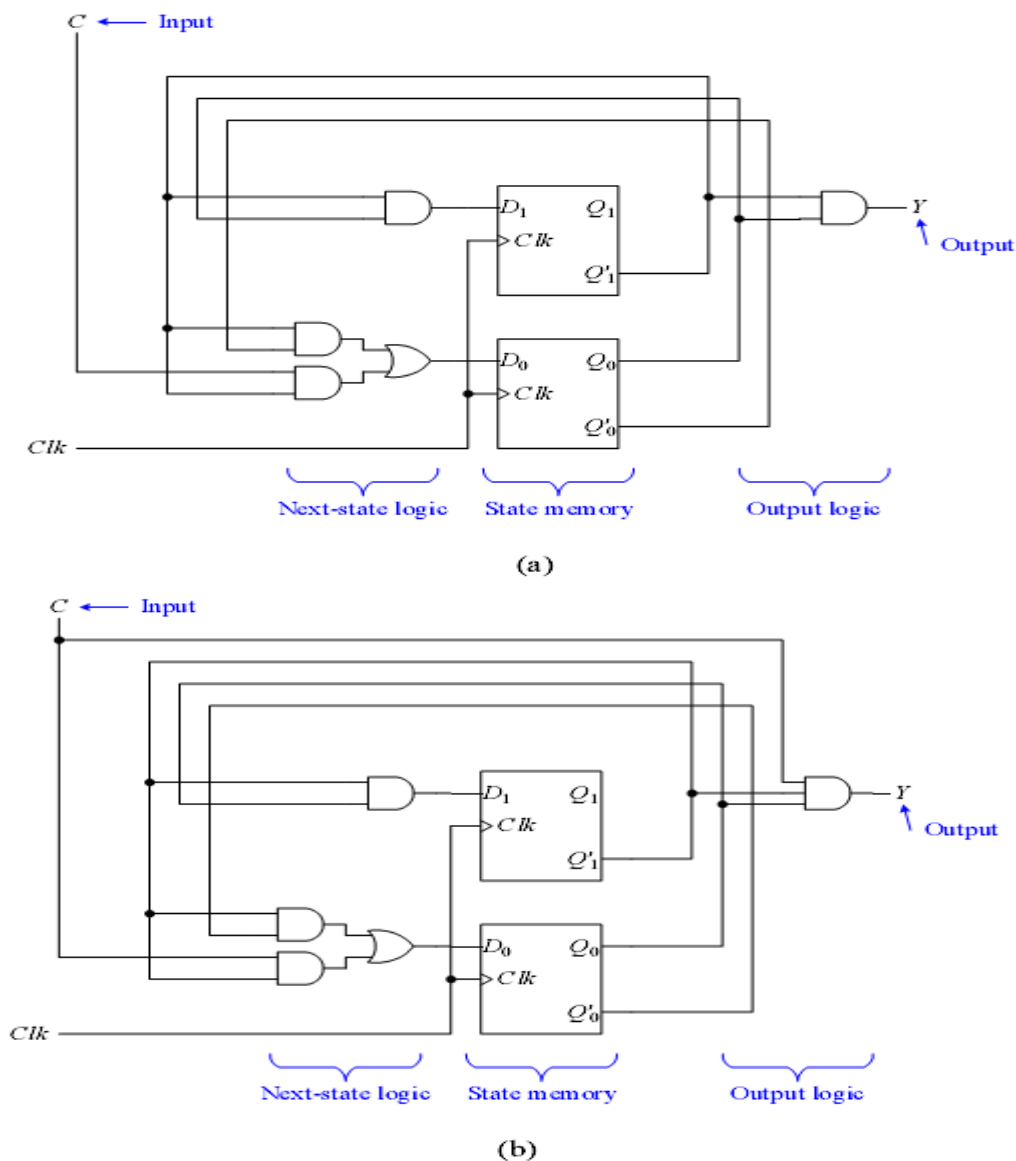 C Input
D₁ Q₁
Y
Clk
Output
Q'₁
D₀ Q₀
Clk
Q'₀
Clk
Next-state logic State memory Output logic
(a)
C Input
D₁ Q₁
Y
Clk
Output
Q'₁
D₀ Q₀
Clk
Q'₀
Clk
Next-state logic State memory Output logic
(b)